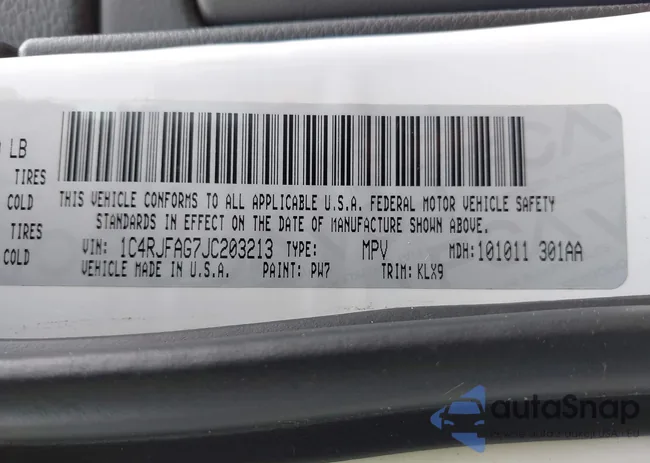 LB
TIRES
COLD
TIRES
COLD
THIS VEHICLE CONFORMS TO ALL APPLICABLE U.S.A. FEDERAL MOTOR VEHICLE SAFETY
STANDARDS IN EFFECT ON THE DATE OF MANUFACTURE SHOWN ABOVE.
VIN: 1C4RJFAG7JC203213 TYPE: MPV MDH:101011 301AA
VEHICLE MADE IN U.S.A. PAINT: PW7 TRIM: KLX9
autoSnap